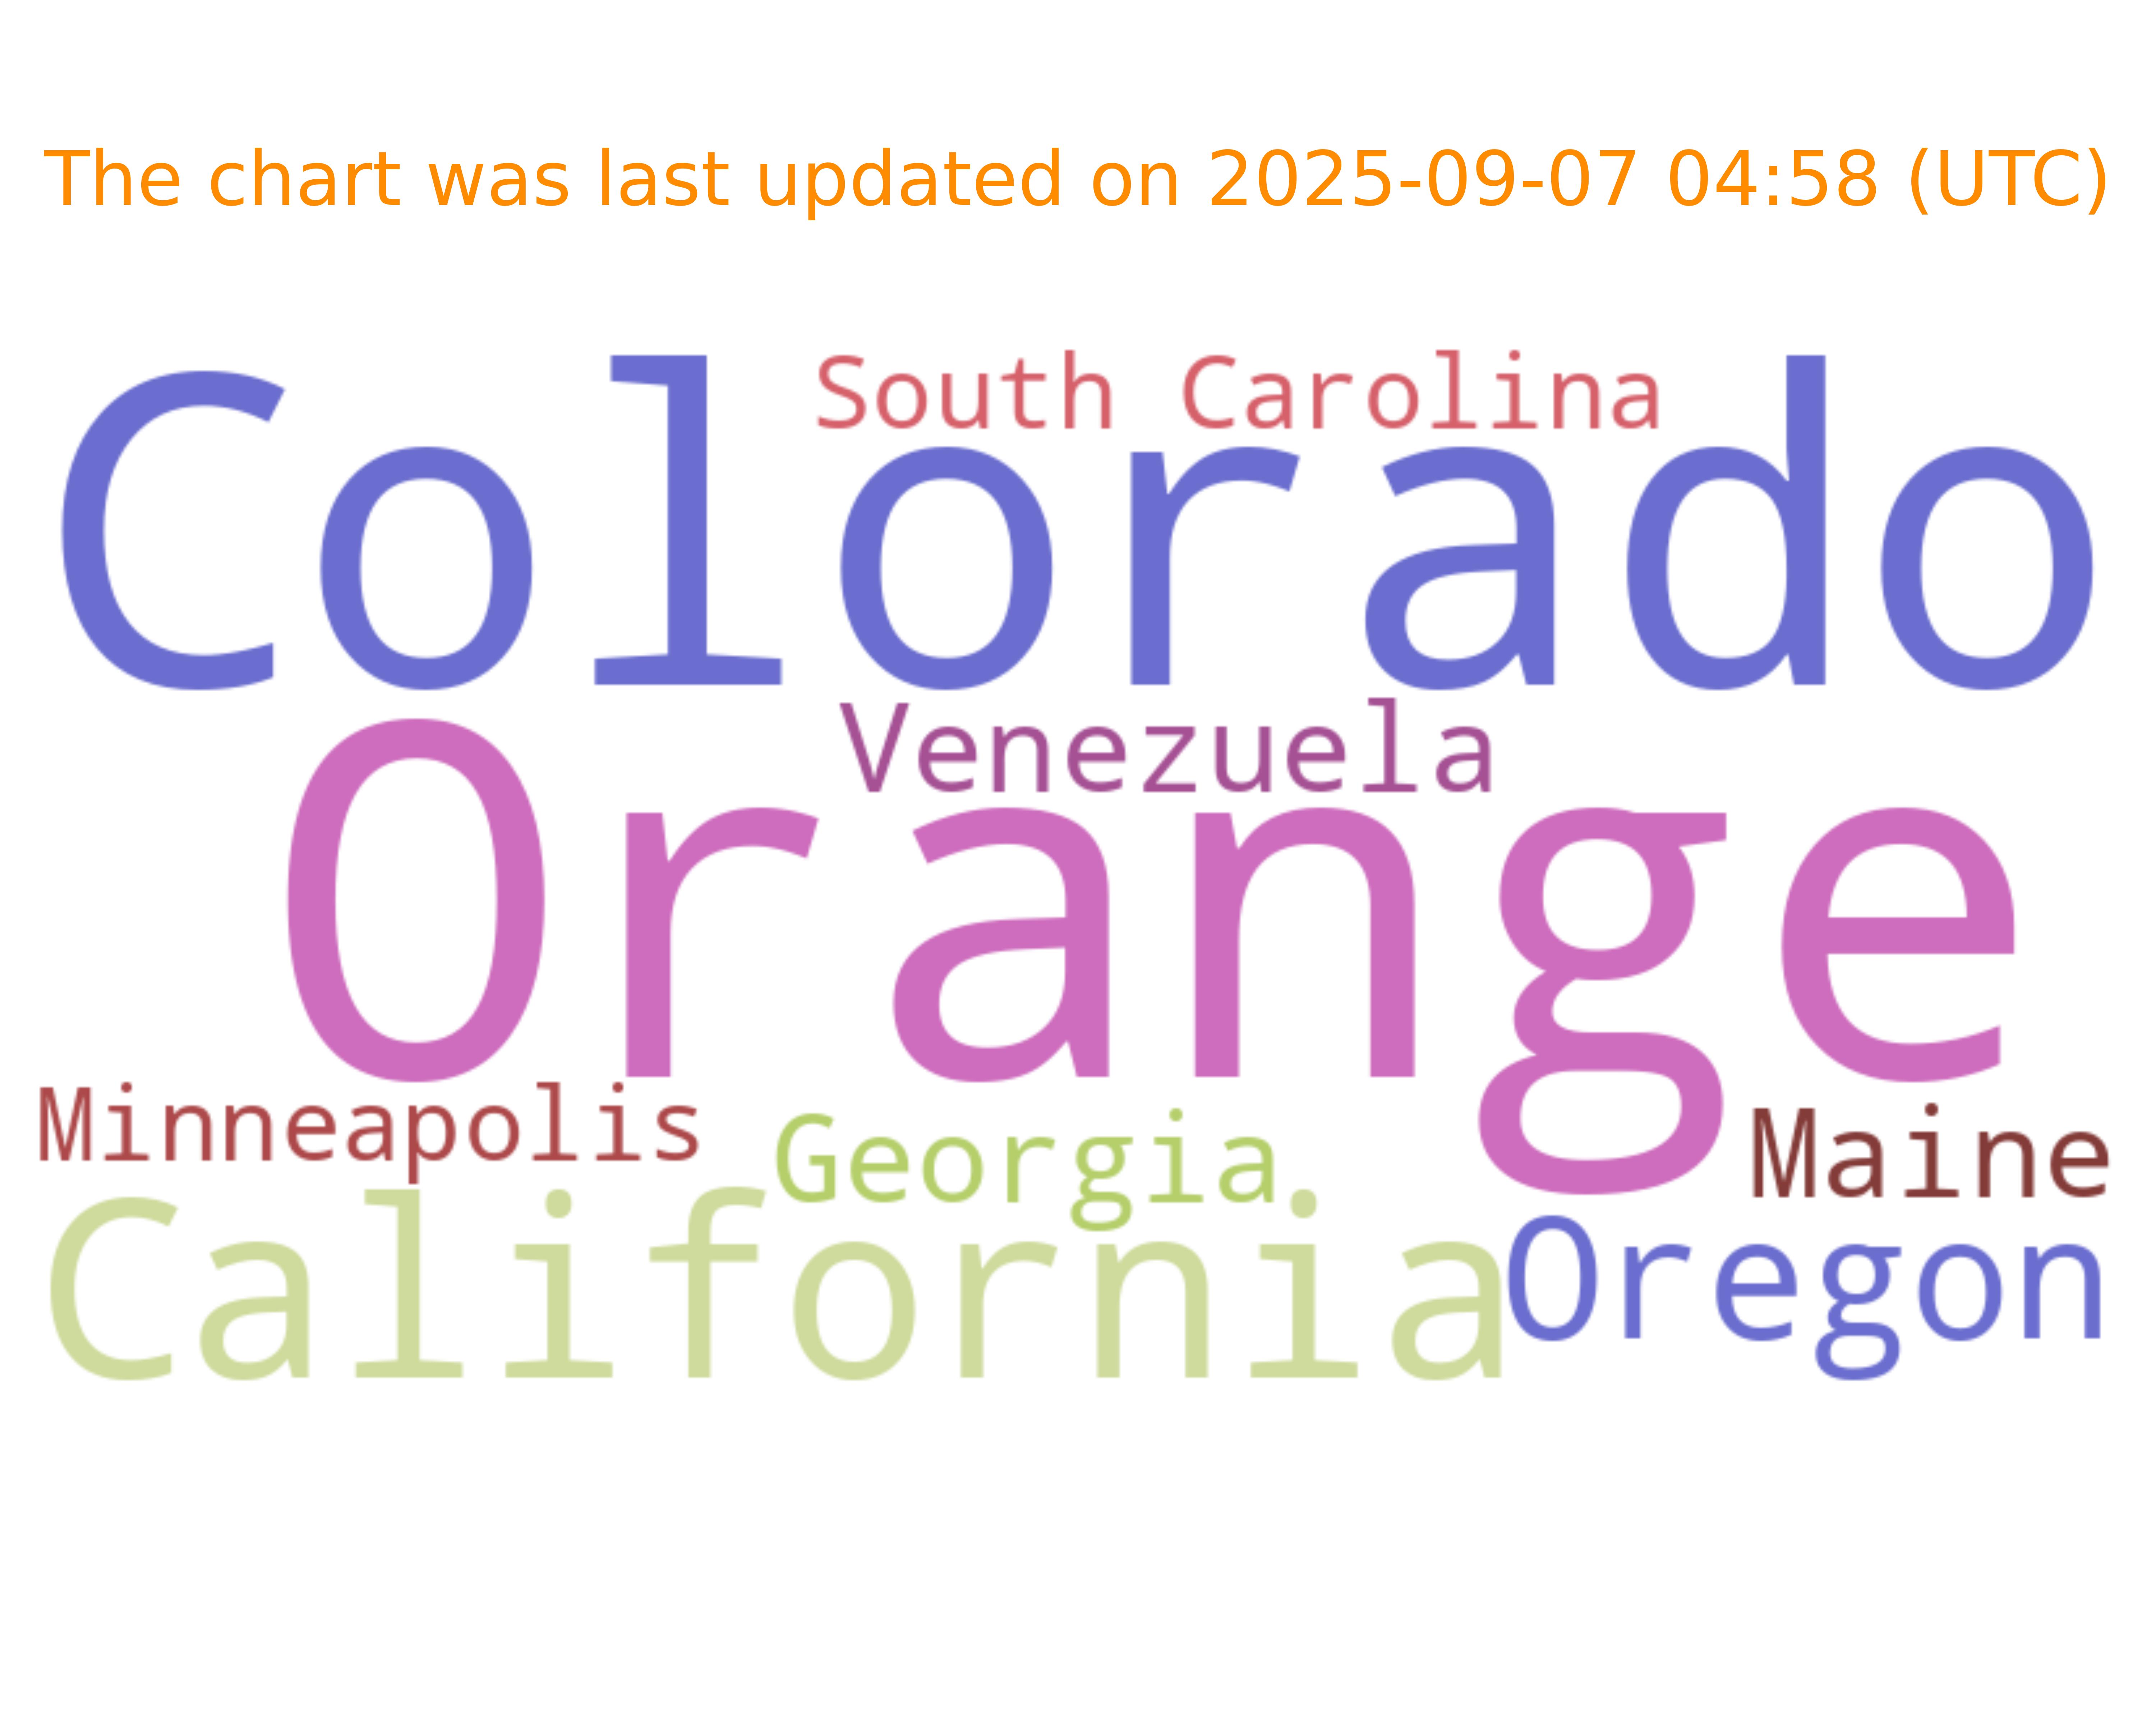 The chart was last updated on 2025-09-07 04:58 (UTC)
South Carolina
Colorado
Venezuela
Orange
Minneapolis
Georgia
Maine
California
Oregon